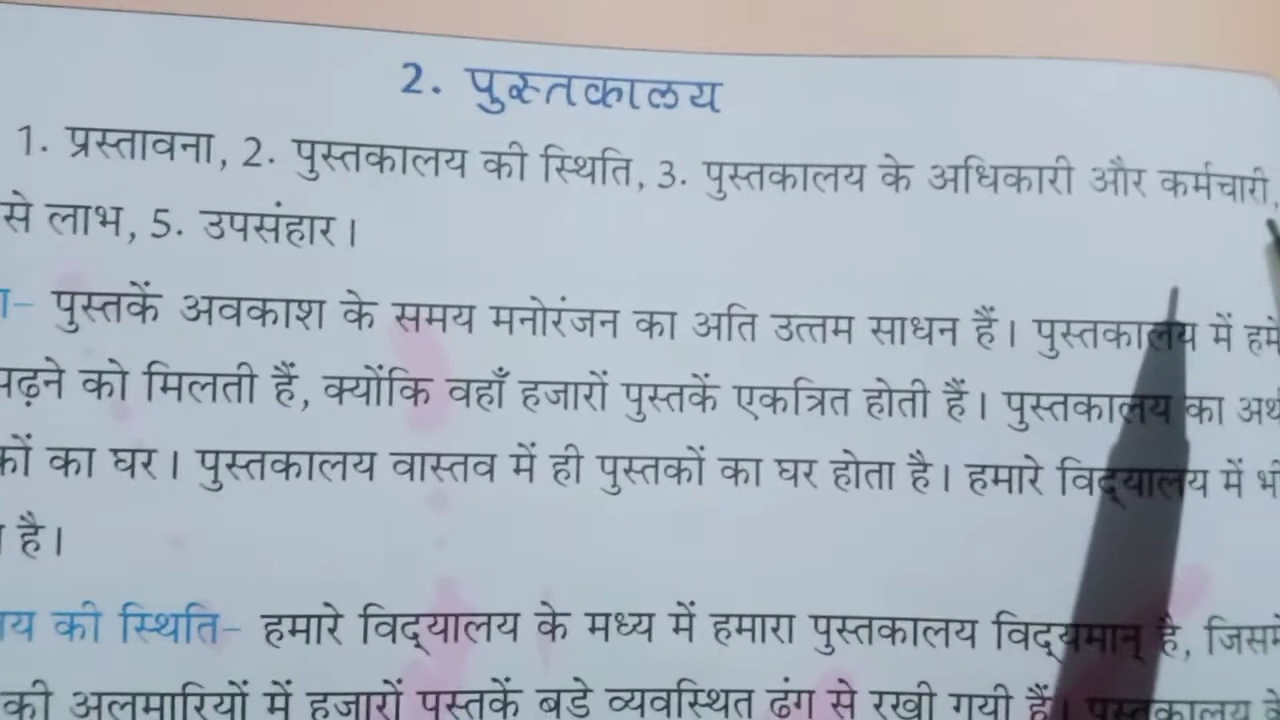 2. पुस्तकालय
1. प्रस्तावना, 2. पुस्तकालय की स्थिति, 3. पुस्तकालय के अधिकारी और कर्मचारी,
से लाभ, 5. उपसंहार।
पुस्तकें अवकाश के समय मनोरंजन का अति उत्तम साधन हैं। पुस्तकालय में
को मिलती हैं, क्योंकि वहाँ हजारों पुस्तकें एकत्रित होती हैं। पुस्तकालय का
का घर। पुस्तकालय वास्तव में ही पुस्तकों का घर होता है। हमारे विद्यालय में
है।
की स्थिति- हमारे विद्यालय के मध्य में हमारा पुस्तकालय विद्यमान् है,
की अलमारियों में हजारों पुस्तकें बड़े व्यवस्थित ढंग से रखी गयी हैं। पुस्तकालय